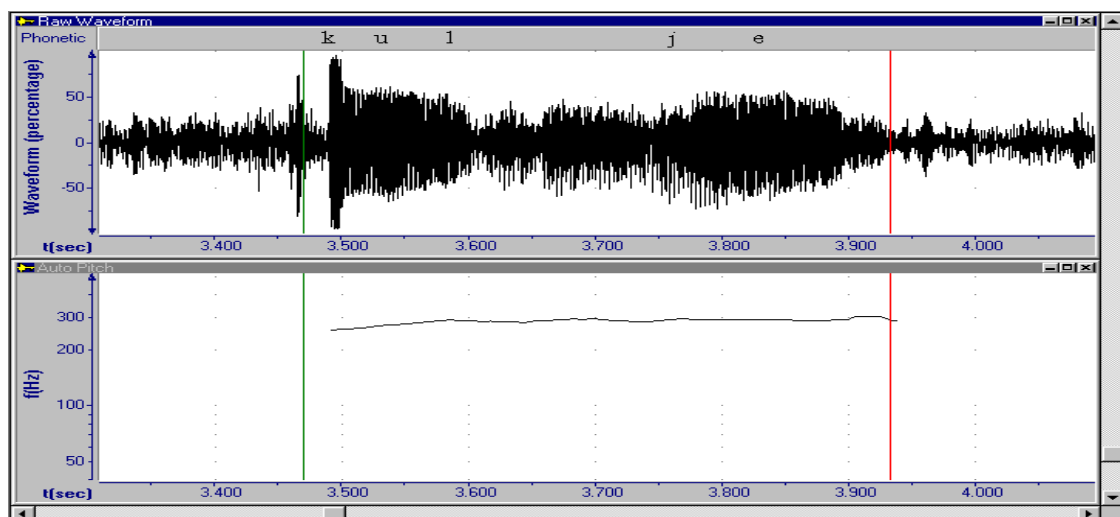 Raw Waveform
Phonetic k u l j e
Waveform (percentage)
50
0
-50
t(sec) 3.400 3.500 3.600 3.700 3.800 3.900 4.000
Auto Pitch
f(Hz)
300
200
100
50
t(sec) 3.400 3.500 3.600 3.700 3.800 3.900 4.000